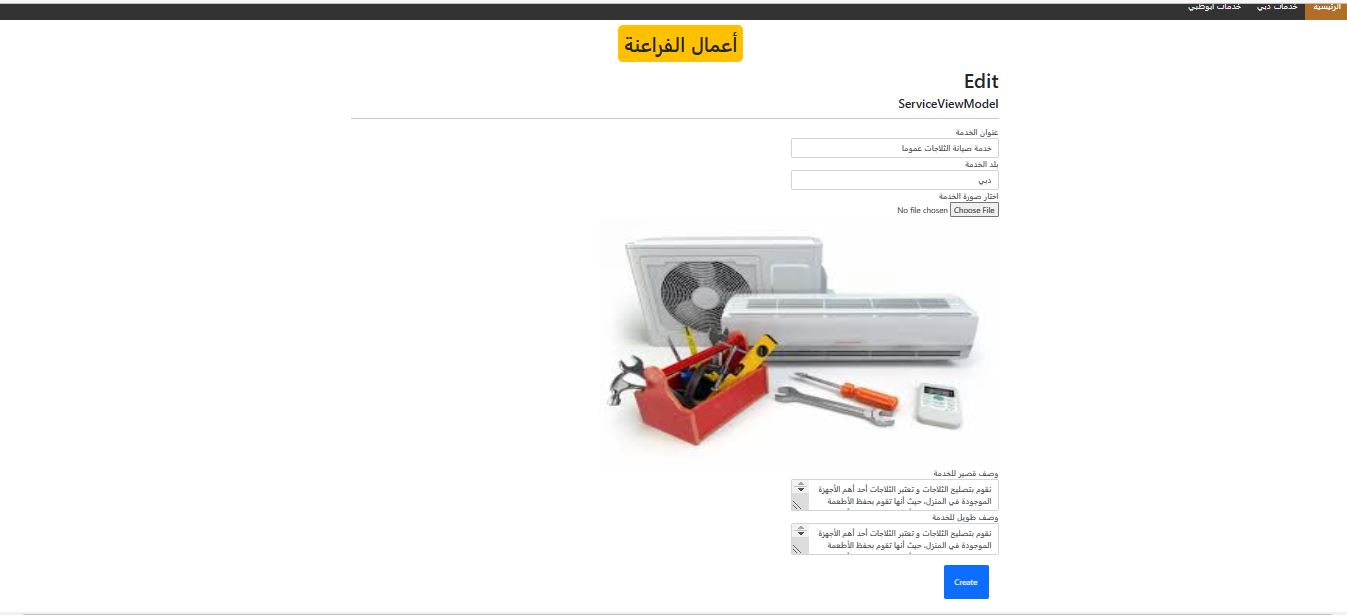 الرئيسية خدمات دبي خدمات ابوظبي
أعمال الفراعنة
Edit
ServiceViewModel
عنوان الخدمة
خدمة صيانة الثلاجات عموما
بلد الخدمة
دبي
اختار صورة الخدمة
Choose File No file chosen
وصف قصير للخدمة
نقوم بتصليح الثلاجات و تعتبر الثلاجات أحد أهم الأجهزة
الموجودة في المنزل، حيث أنها تقوم بحفظ الأطعمة
وصف طويل للخدمة
نقوم بتصليح الثلاجات و تعتبر الثلاجات أحد أهم الأجهزة
الموجودة في المنزل، حيث أنها تقوم بحفظ الأطعمة
Create